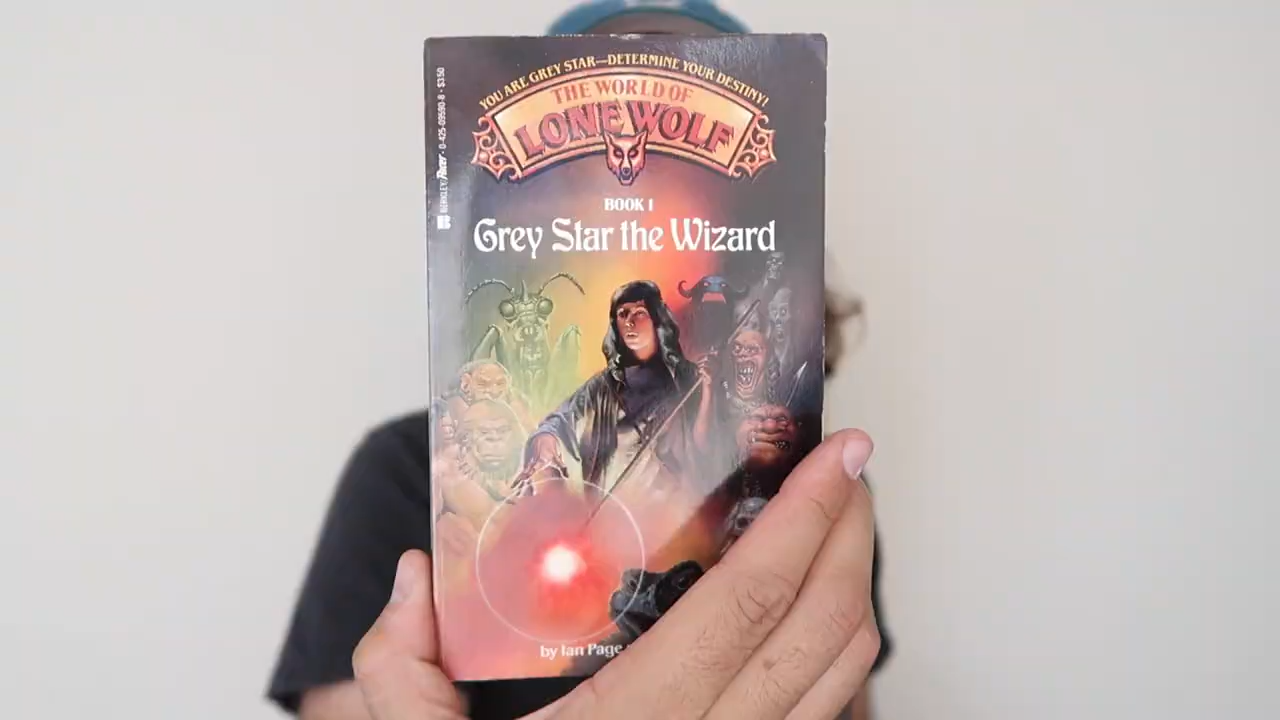 YOU ARE GREY STAR—DETERMINE YOUR DESTINY!
THE WORLD OF
LONE WOLF
BOOK 1
Grey Star the Wizard
by Ian Page
BERKLEY/Pacer • 0-425-09590-8 • $3.50